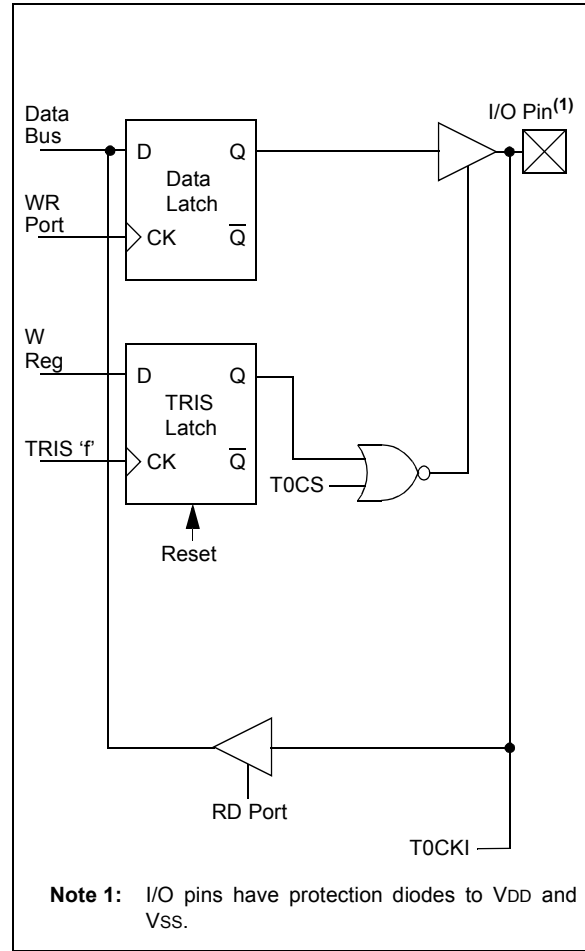 Data
Bus
I/O Pin(1)
D
Q
Data
Latch
WR
Port
CK
Q
W
Reg
D
Q
TRIS
Latch
TRIS ‘f’
CK
Q
T0CS
Reset
RD Port
T0CKI
Note 1: I/O pins have protection diodes to VDD and
VSS.